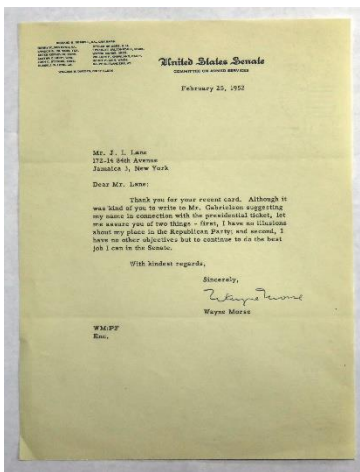 United States Senate
COMMITTEE ON ARMED SERVICES
February 25, 1952
Mr. J. L. Lane
172-14 84th Avenue
Jamaica 3, New York
Dear Mr. Lane:
Thank you for your recent card. Although it
was kind of you to write to Mr. Gabrielson suggesting
my name in connection with the presidential ticket, let
me assure you of two things - first, I have no illusions
about my place in the Republican Party; and second, I
have no other objectives but to continue to do the best
job I can in the Senate.
With kindest regards,
Sincerely,
Wayne Morse
Wayne Morse
WM:PF
Enc.